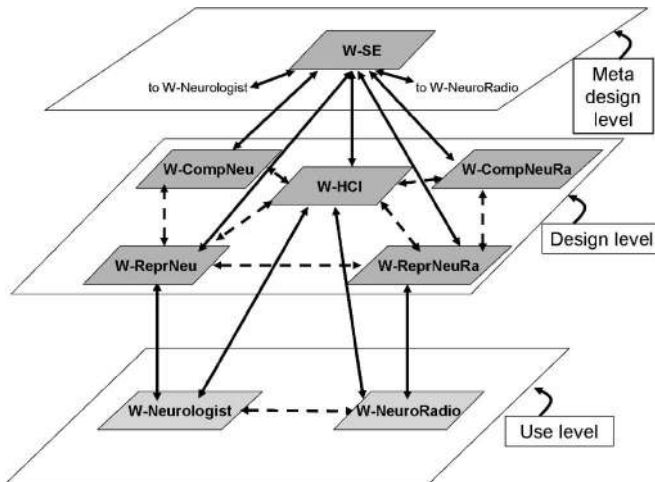 W-SE
to W-Neurologist
to W-NeuroRadio
Meta
design
level
W-CompNeu
W-HCI
W-CompNeuRa
Design level
W-ReprNeu
W-ReprNeuRa
W-Neurologist
W-NeuroRadio
Use level